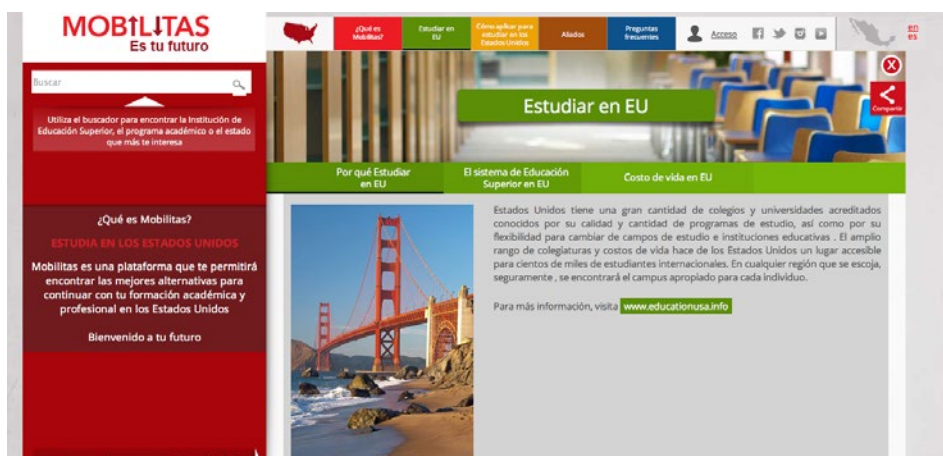 MOBILITAS
Es tu futuro
¿Qué es
Mobilitas?
Estudiar en
EU
Cómo aplicar para
estudiar en los
Estados Unidos
Aliados
Preguntas
frecuentes
Acceso
en
es
Buscar
Utiliza el buscador para encontrar la Institución de
Educación Superior, el programa académico o el estado
que más te interesa
Estudiar en EU
Compartir
Por qué Estudiar
en EU
El sistema de Educación
Superior en EU
Costo de vida en EU
¿Qué es Mobilitas?
ESTUDIA EN LOS ESTADOS UNIDOS
Mobilitas es una plataforma que te permitirá
encontrar las mejores alternativas para
continuar con tu formación académica y
profesional en los Estados Unidos
Bienvenido a tu futuro
Estados Unidos tiene una gran cantidad de colegios y universidades acreditados
conocidos por su calidad y cantidad de programas de estudio, así como por su
flexibilidad para cambiar de campos de estudio e instituciones educativas . El amplio
rango de colegiaturas y costos de vida hace de los Estados Unidos un lugar accesible
para cientos de miles de estudiantes internacionales. En cualquier región que se escoja,
seguramente , se encontrará el campus apropiado para cada individuo.
Para más información, visita www.educationusa.info